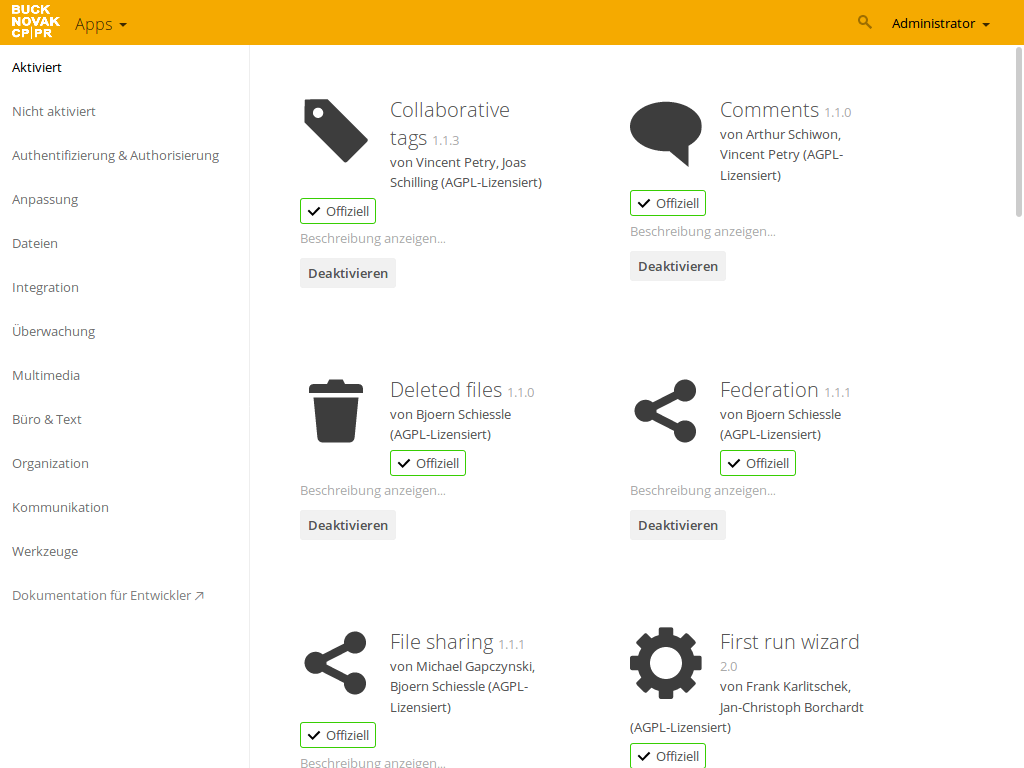 BUCK
NOVAK
CP|PR
Apps
Administrator
Aktiviert
Nicht aktiviert
Authentifizierung & Authorisierung
Anpassung
Dateien
Integration
Überwachung
Multimedia
Büro & Text
Organization
Kommunikation
Werkzeuge
Dokumentation für Entwickler ↗
Collaborative
tags 1.1.3
von Vincent Petry, Joas
Schilling (AGPL-Lizensiert)
Offiziell
Beschreibung anzeigen...
Deaktivieren
Comments 1.1.0
von Arthur Schiwon,
Vincent Petry (AGPL-
Lizensiert)
Offiziell
Beschreibung anzeigen...
Deaktivieren
Deleted files 1.1.0
von Bjoern Schiessle
(AGPL-Lizensiert)
Offiziell
Beschreibung anzeigen...
Deaktivieren
Federation 1.1.1
von Bjoern Schiessle
(AGPL-Lizensiert)
Offiziell
Beschreibung anzeigen...
Deaktivieren
File sharing 1.1.1
von Michael Gapczynski,
Bjoern Schiessle (AGPL-
Lizensiert)
Offiziell
Beschreibung anzeigen...
First run wizard
2.0
von Frank Karlitschek,
Jan-Christoph Borchardt
(AGPL-Lizensiert)
Offiziell